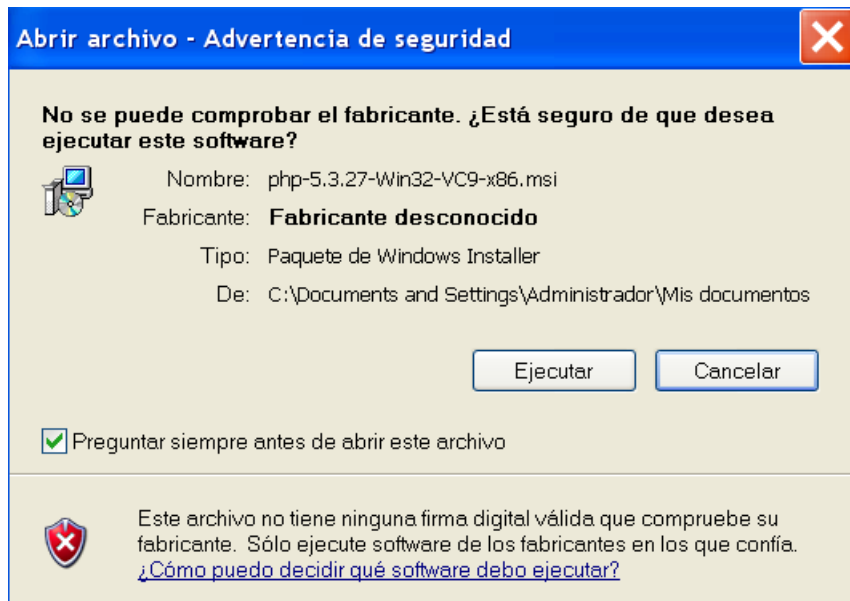 Abrir archivo - Advertencia de seguridad
No se puede comprobar el fabricante. ¿Está seguro de que desea
ejecutar este software?
Nombre: php-5.3.27-Win32-VC9-x86.msi
Fabricante: Fabricante desconocido
Tipo: Paquete de Windows Installer
De: C:\Documents and Settings\Administrador\Mis documentos
Ejecutar Cancelar
Preguntar siempre antes de abrir este archivo
Este archivo no tiene ninguna firma digital válida que compruebe su
fabricante. Sólo ejecute software de los fabricantes en los que confía.
¿Cómo puedo decidir qué software debo ejecutar?